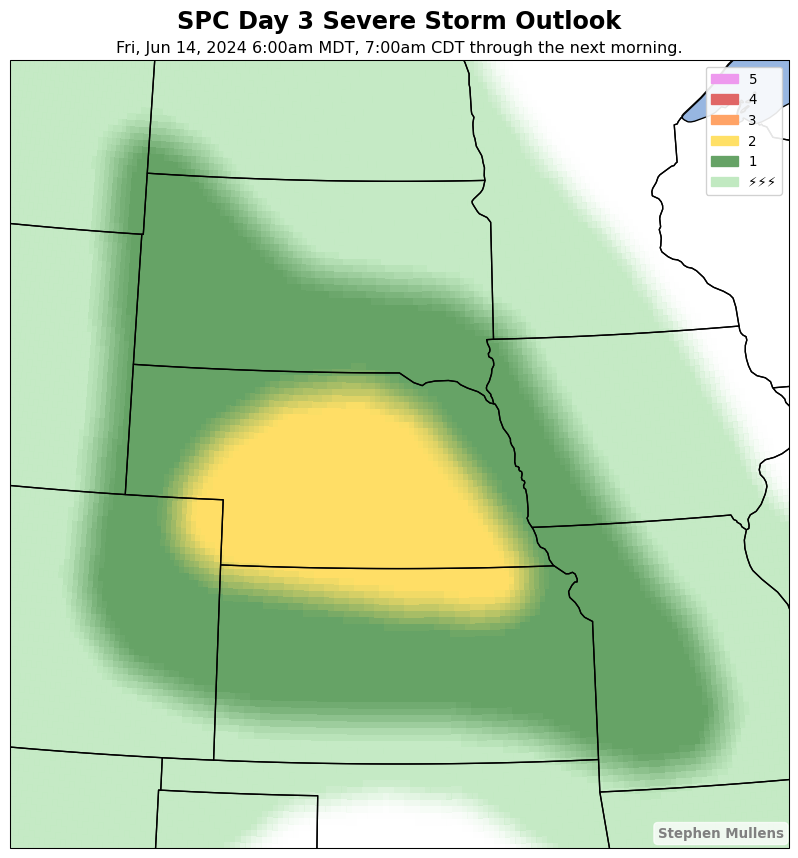 SPC Day 3 Severe Storm Outlook
Fri, Jun 14, 2024 6:00am MDT, 7:00am CDT through the next morning.
5
4
3
2
1
⚡⚡⚡
Stephen Mullens